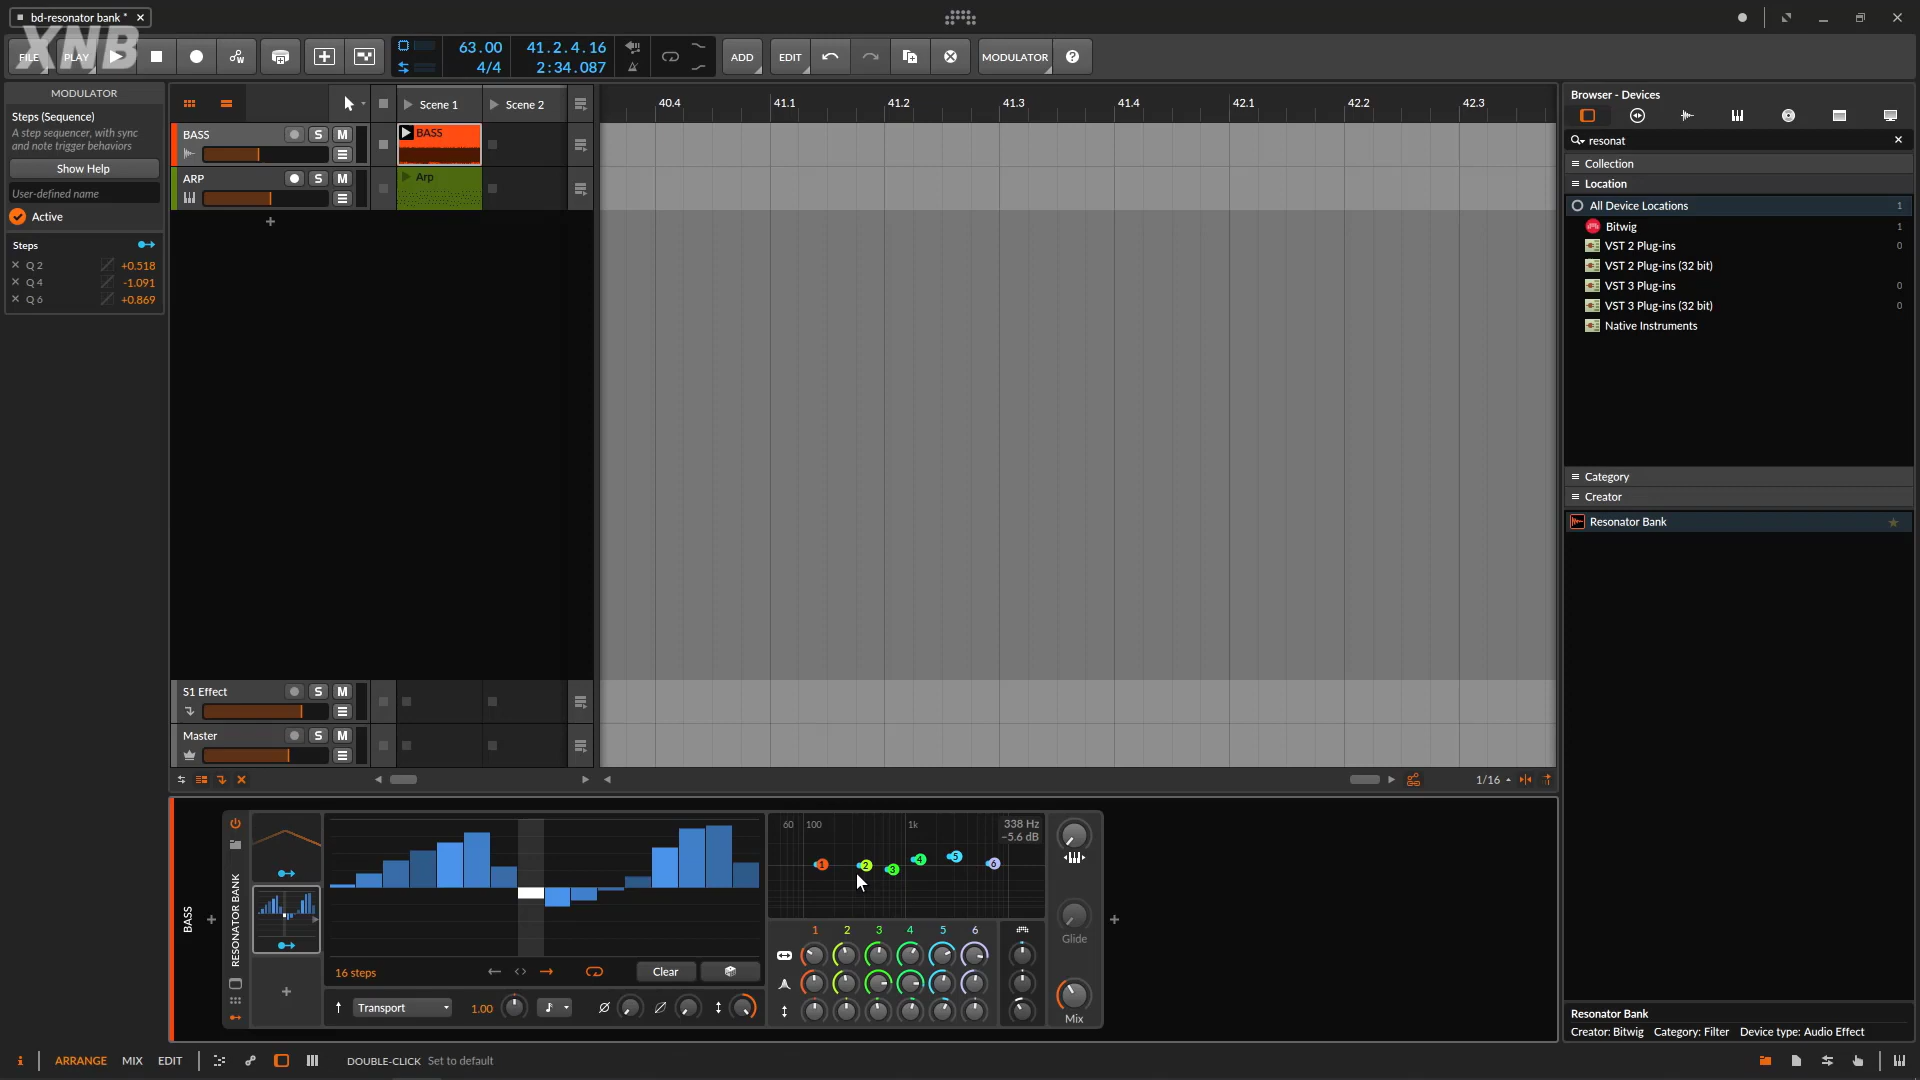 bd-resonator bank *
XNB
FILE
PLAY
63.00
4/4
41.2.4.16
2:34.087
ADD
EDIT
MODULATOR
?
MODULATOR
Steps (Sequence)
A step sequencer, with sync
and note trigger behaviors
Show Help
User-defined name
Active
Steps
Q 2 +0.518
Q 4 -1.091
Q 6 +0.869
Scene 1
Scene 2
BASS S M
BASS
ARP S M
Arp
40.4 41.1 41.2 41.3 41.4 42.1 42.2 42.3
S1 Effect S M
Master S M
1/16
Browser - Devices
resonat
Collection
Location
All Device Locations 1
Bitwig 1
VST 2 Plug-ins 0
VST 2 Plug-ins (32 bit)
VST 3 Plug-ins 0
VST 3 Plug-ins (32 bit) 0
Native Instruments
Category
Creator
Resonator Bank
BASS
RESONATOR BANK
16 steps
Clear
Transport
1.00
60 100 1k
338 Hz
-5.6 dB
1 2 3 4 5 6
1 2 3 4 5 6
Glide
Mix
Resonator Bank
Creator: Bitwig Category: Filter Device type: Audio Effect
i
ARRANGE MIX EDIT
DOUBLE-CLICK Set to default